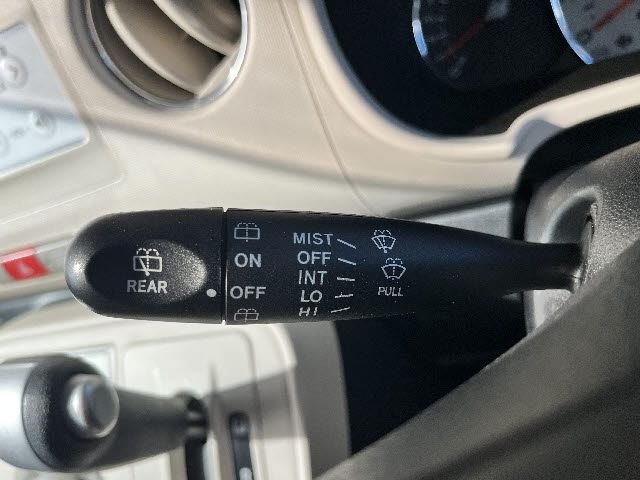 REAR
ON
OFF
MIST
OFF
INT
LO
HI
PULL